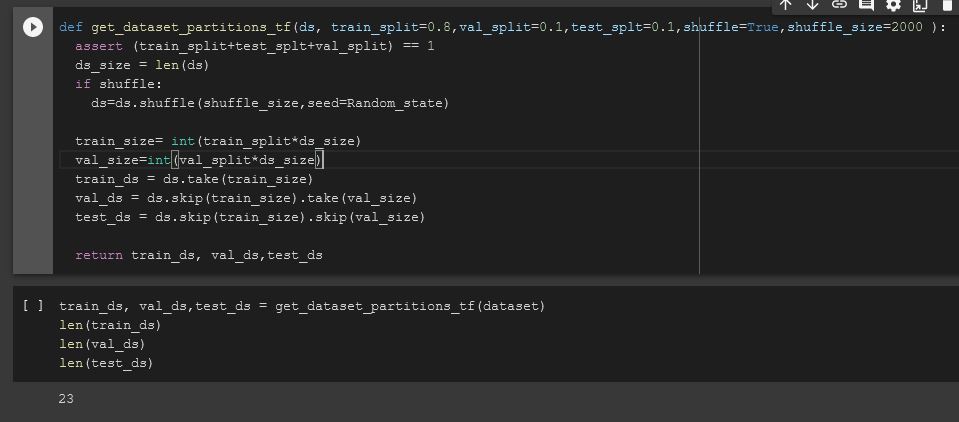 def get_dataset_partitions_tf(ds, train_split=0.8,val_split=0.1,test_splt=0.1,shuffle=True,shuffle_size=2000 ):
  assert (train_split+test_splt+val_split) == 1
  ds_size = len(ds)
  if shuffle:
    ds=ds.shuffle(shuffle_size,seed=Random_state)
  train_size= int(train_split*ds_size)
  val_size=int(val_split*ds_size)
  train_ds = ds.take(train_size)
  val_ds = ds.skip(train_size).take(val_size)
  test_ds = ds.skip(train_size).skip(val_size)
  return train_ds, val_ds,test_ds
[ ] train_ds, val_ds,test_ds = get_dataset_partitions_tf(dataset)
len(train_ds)
len(val_ds)
len(test_ds)
23